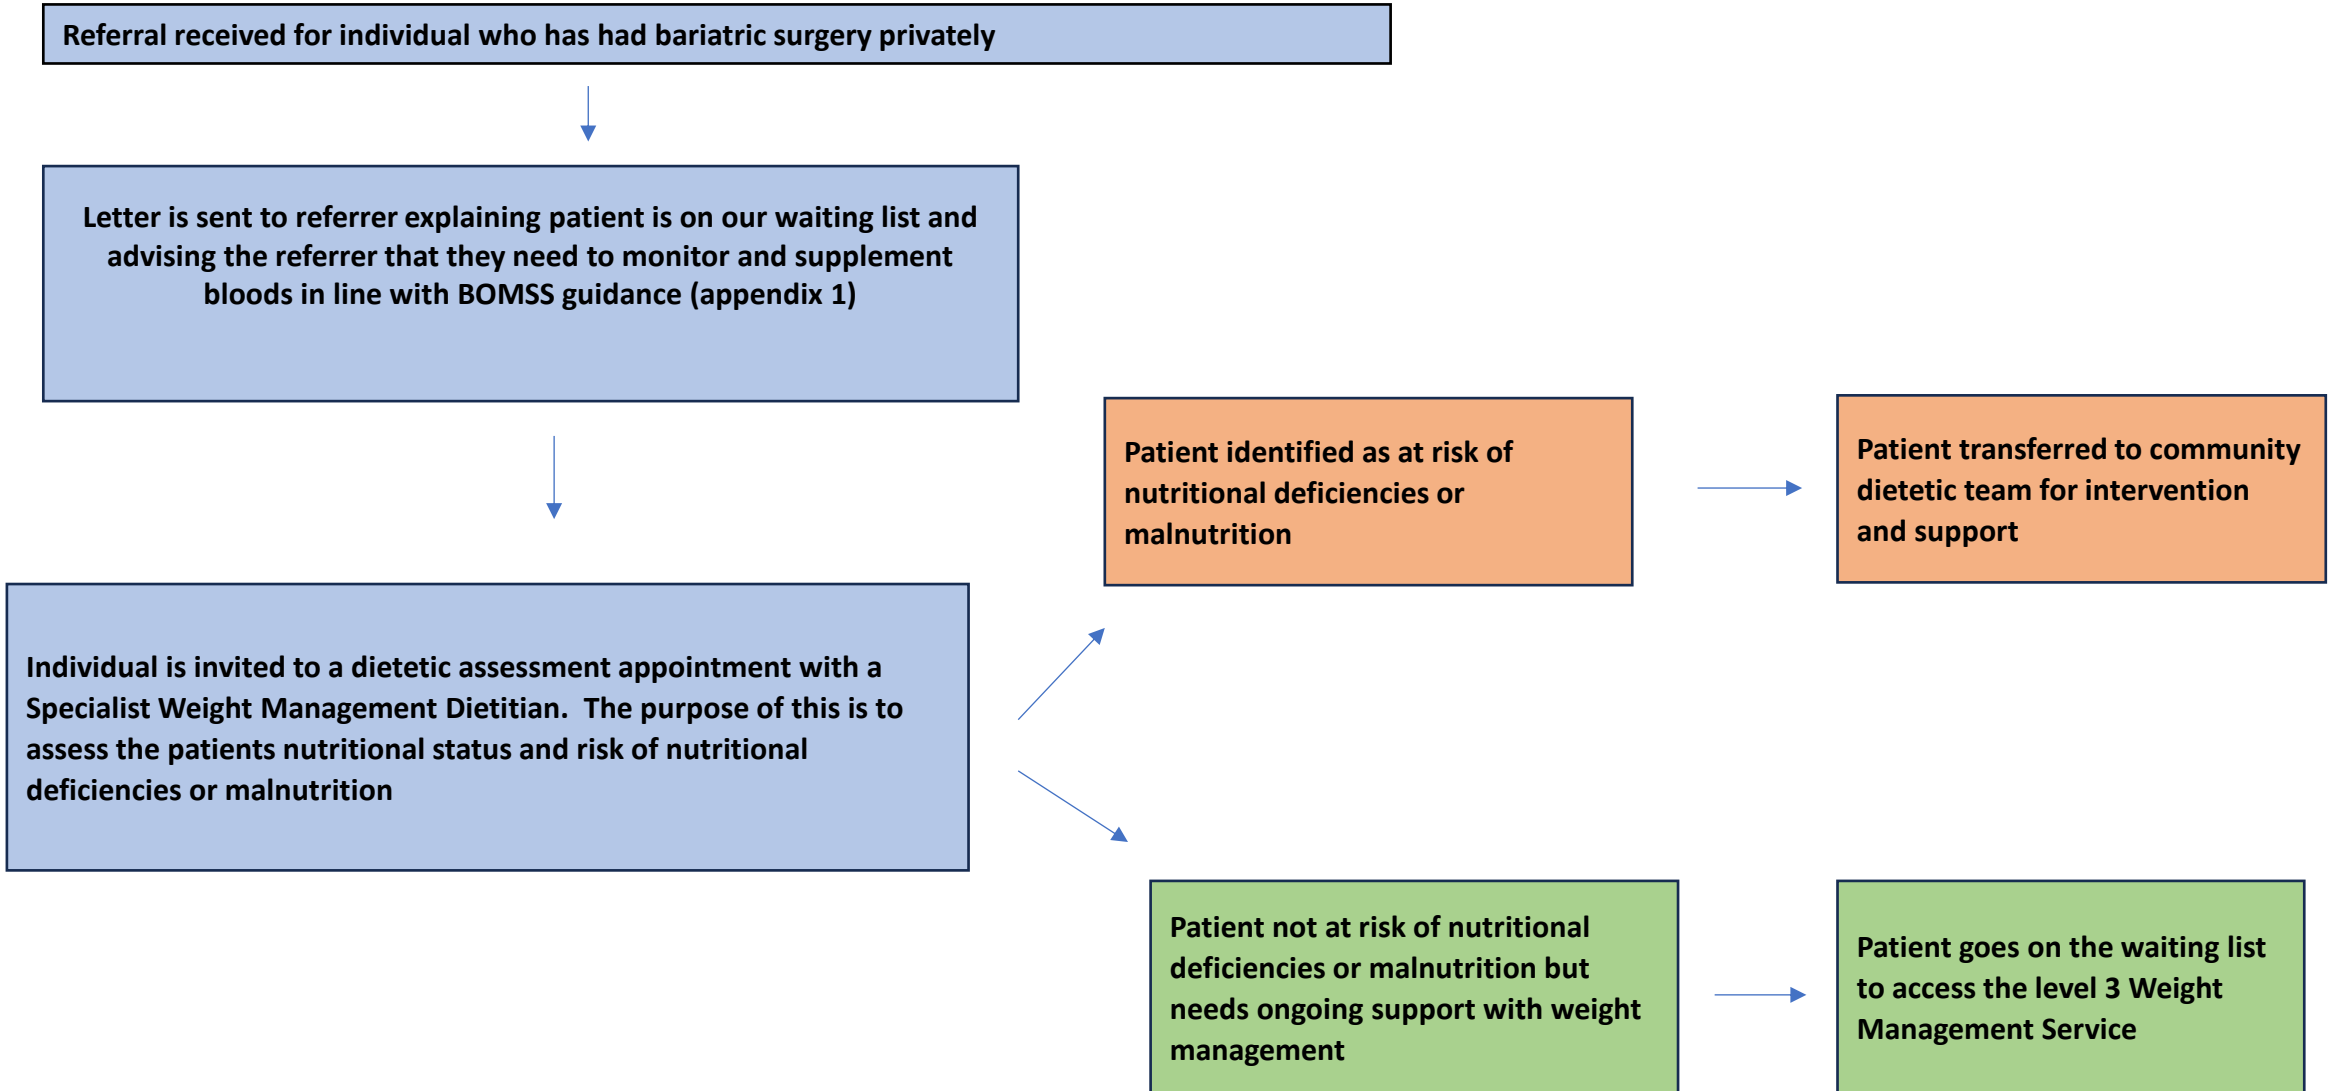 Referral received for individual who has had bariatric surgery privately
Letter is sent to referrer explaining patient is on our waiting list and
advising the referrer that they need to monitor and supplement
bloods in line with BOMSS guidance (appendix 1)
Individual is invited to a dietetic assessment appointment with a
Specialist Weight Management Dietitian.  The purpose of this is to
assess the patients nutritional status and risk of nutritional
deficiencies or malnutrition
Patient identified as at risk of
nutritional deficiencies or
malnutrition
Patient transferred to community
dietetic team for intervention
and support
Patient not at risk of nutritional
deficiencies or malnutrition but
needs ongoing support with weight
management
Patient goes on the waiting list
to access the level 3 Weight
Management Service